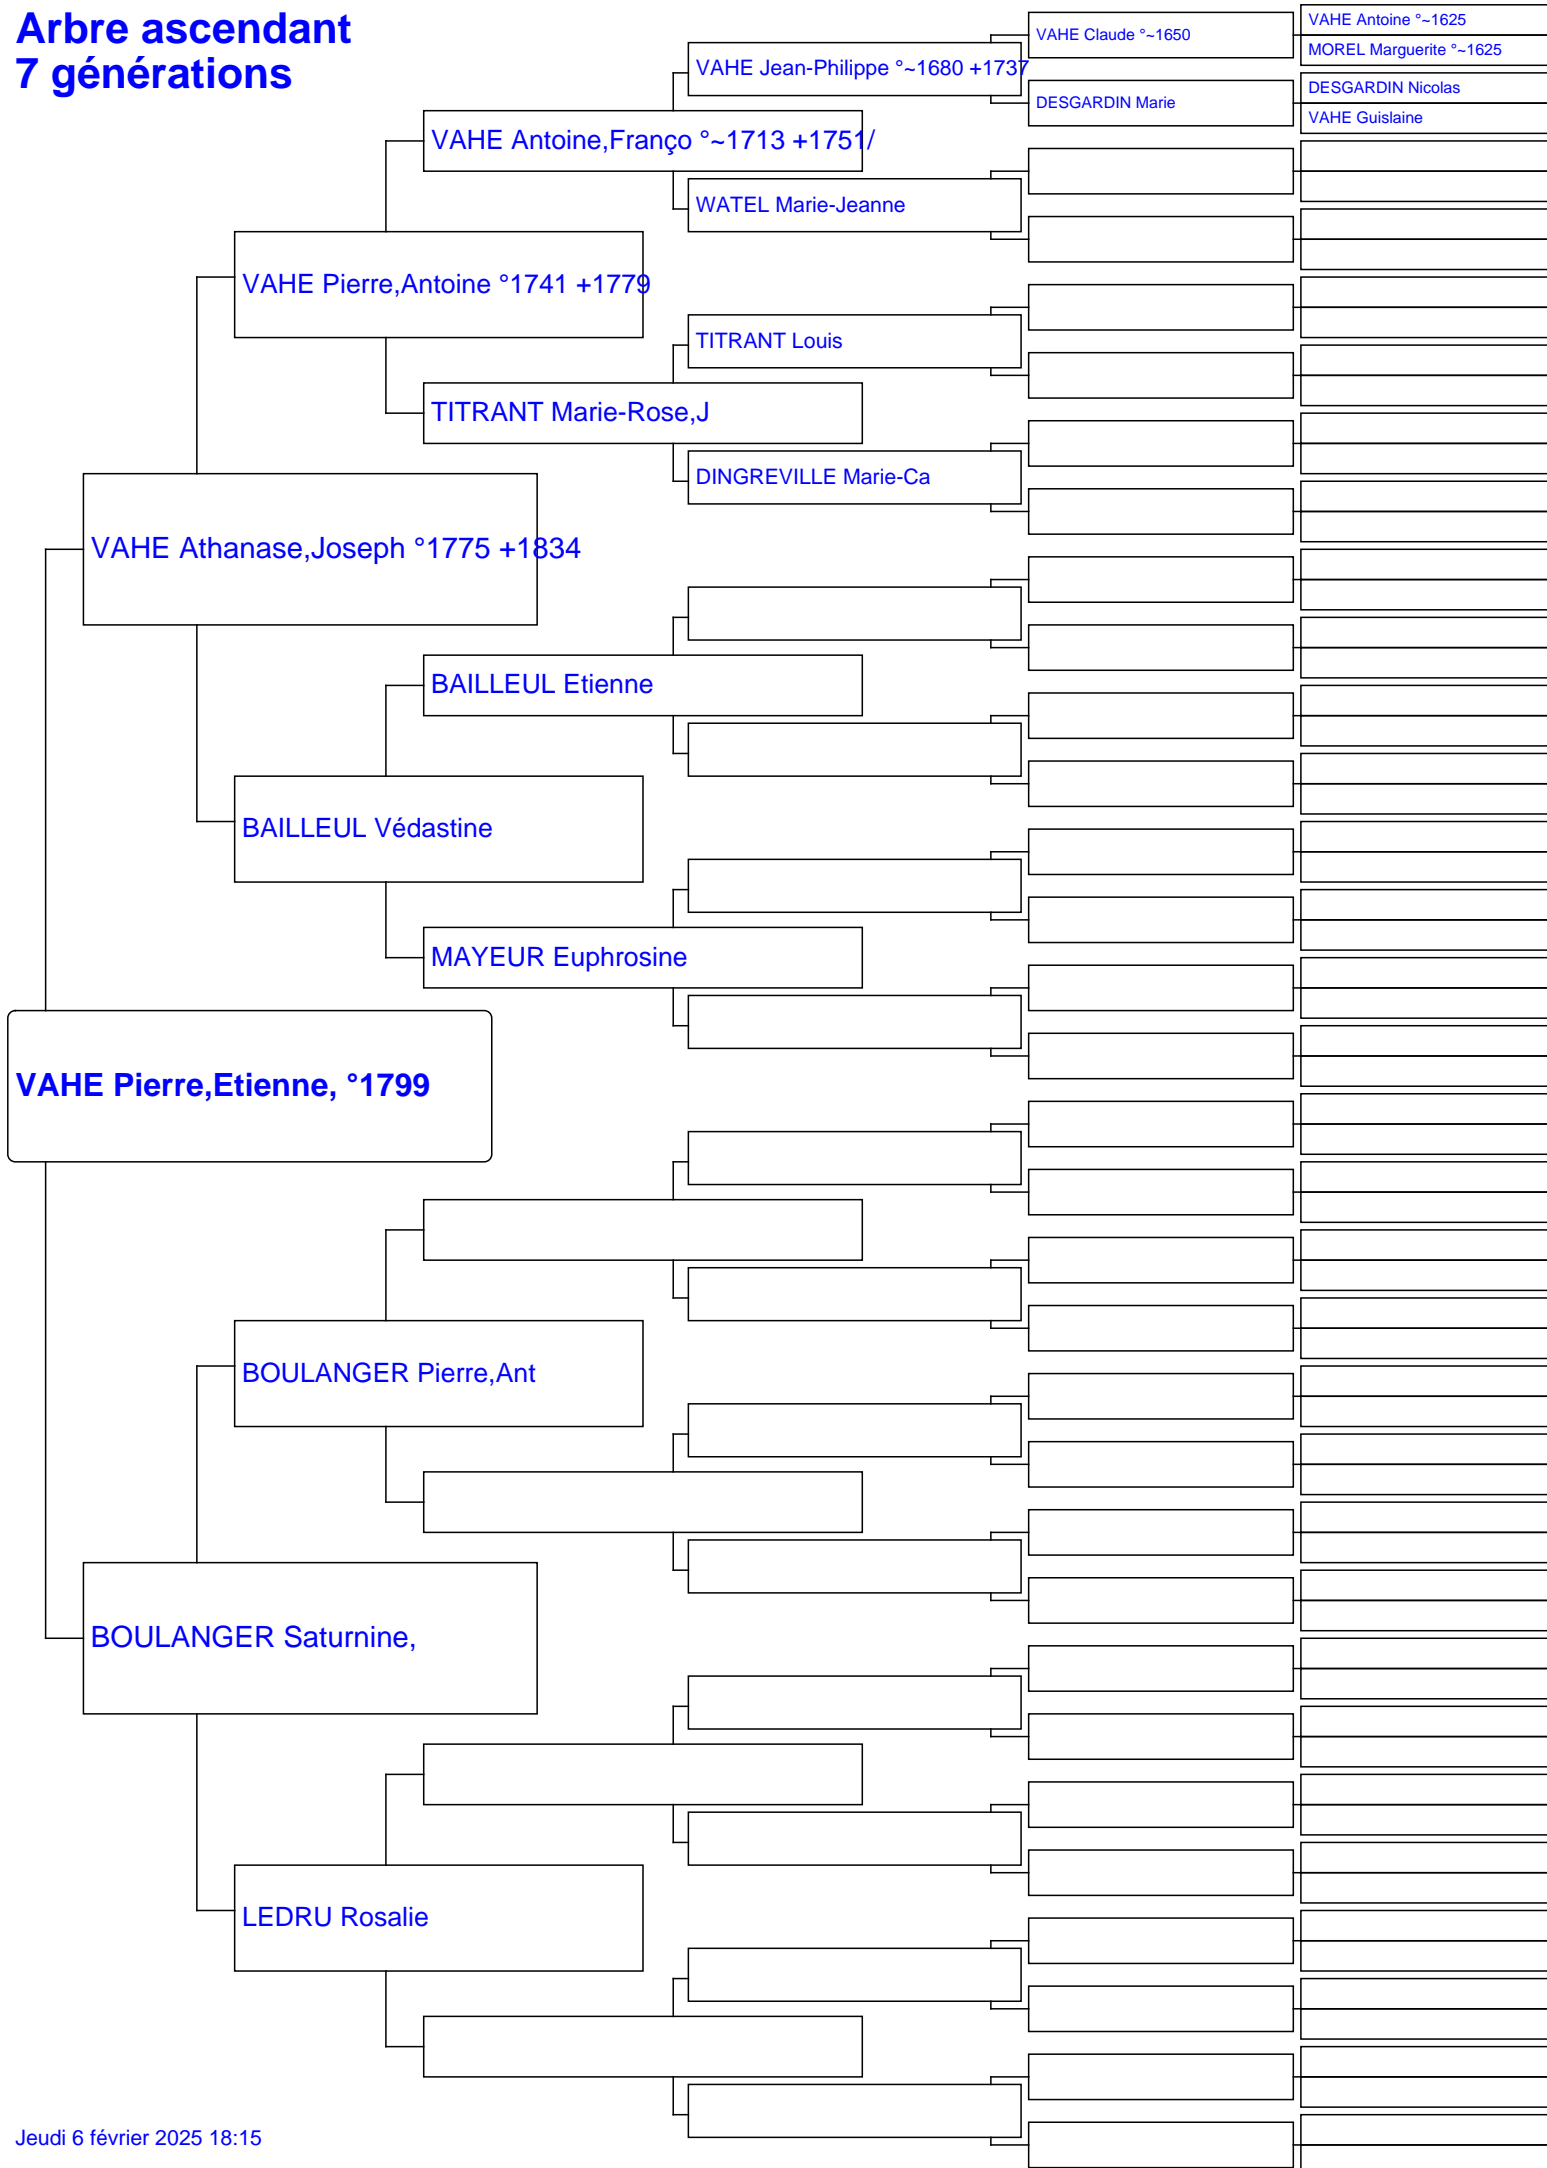 Arbre ascendant
7 générations
VAHE Antoine °~1625
VAHE Claude °~1650
MOREL Marguerite °~1625
VAHE Jean-Philippe °~1680 +1737
DESGARDIN Nicolas
DESGARDIN Marie
VAHE Guislaine
VAHE Antoine,Franço °~1713 +1751/
WATEL Marie-Jeanne
VAHE Pierre,Antoine °1741 +1779
TITRANT Louis
TITRANT Marie-Rose,J
DINGREVILLE Marie-Ca
VAHE Athanase,Joseph °1775 +1834
BAILLEUL Etienne
BAILLEUL Védastine
MAYEUR Euphrosine
VAHE Pierre,Etienne, °1799
BOULANGER Pierre,Ant
BOULANGER Saturnine,
LEDRU Rosalie
Jeudi 6 février 2025 18:15